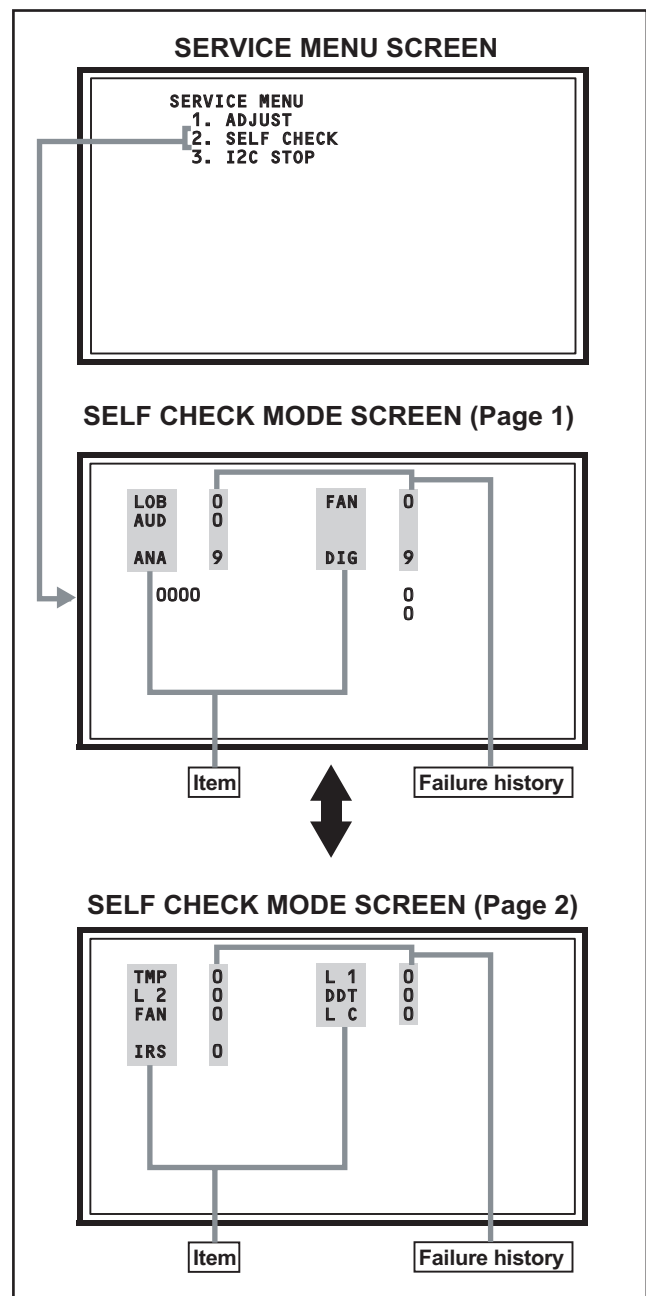 SERVICE MENU SCREEN
SERVICE MENU
1. ADJUST
2. SELF CHECK
3. I2C STOP
SELF CHECK MODE SCREEN (Page 1)
LOB 0 FAN 0
AUD 0
ANA 9 DIG 9
0000 0
0
Item Failure history
SELF CHECK MODE SCREEN (Page 2)
TMP 0 L 1 0
L 2 0 DDT 0
FAN 0 L C 0
IRS 0
Item Failure history